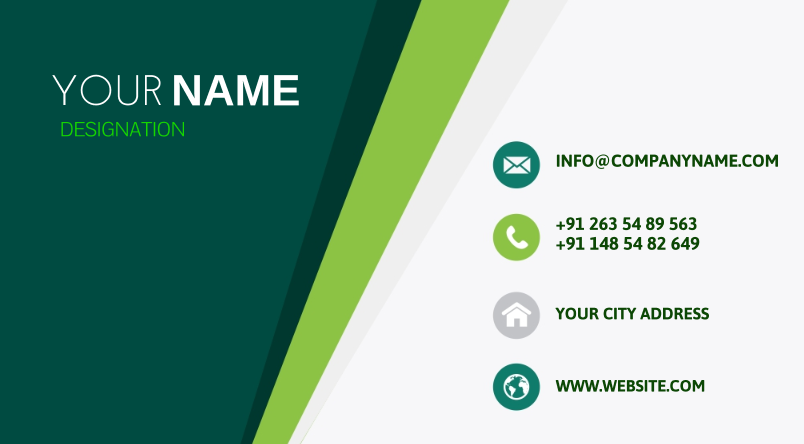 YOUR NAME
DESIGNATION
INFO@COMPANYNAME.COM
+91 263 54 89 563
+91 148 54 82 649
YOUR CITY ADDRESS
WWW.WEBSITE.COM